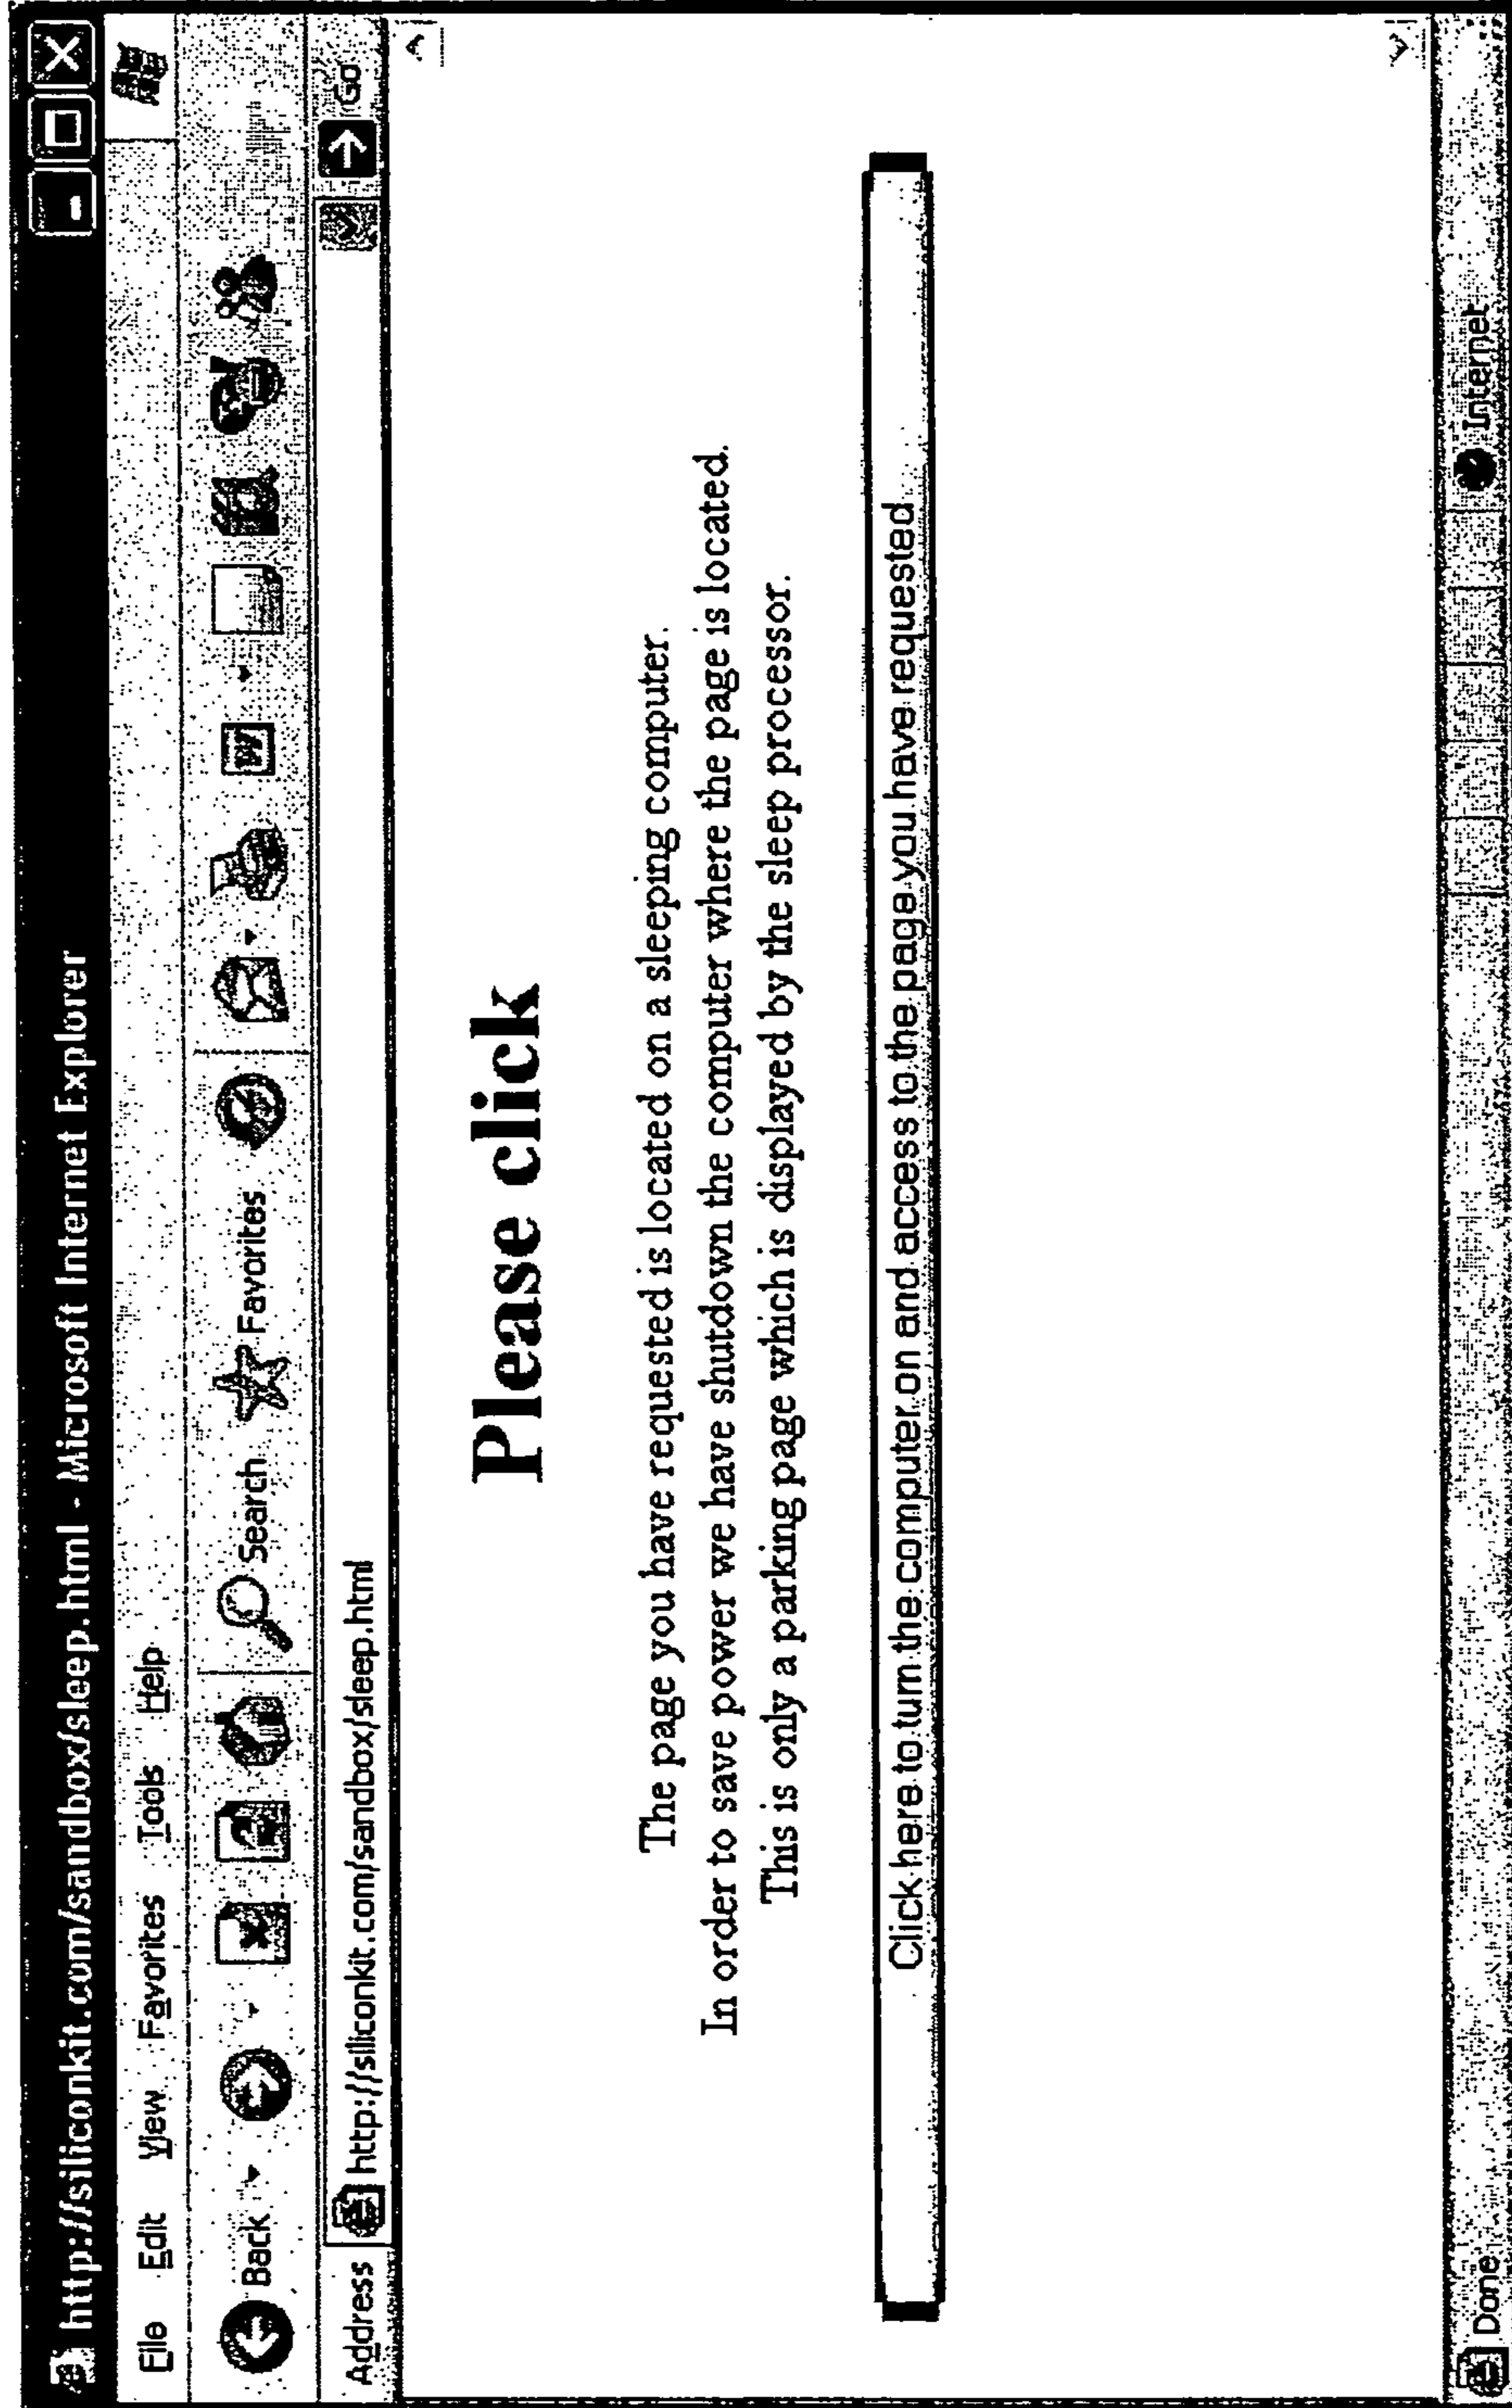 http://siliconkit.com/sandbox/sleep.html - Microsoft Internet Explorer
File Edit View Favorites Tools Help
Back Search Favorites W
Address http://siliconkit.com/sandbox/sleep.html Go
Please click
The page you have requested is located on a sleeping computer.
In order to save power we have shutdown the computer where the page is located.
This is only a parking page which is displayed by the sleep processor.
Click here to turn the computer on and access to the page you have requested
Done Internet